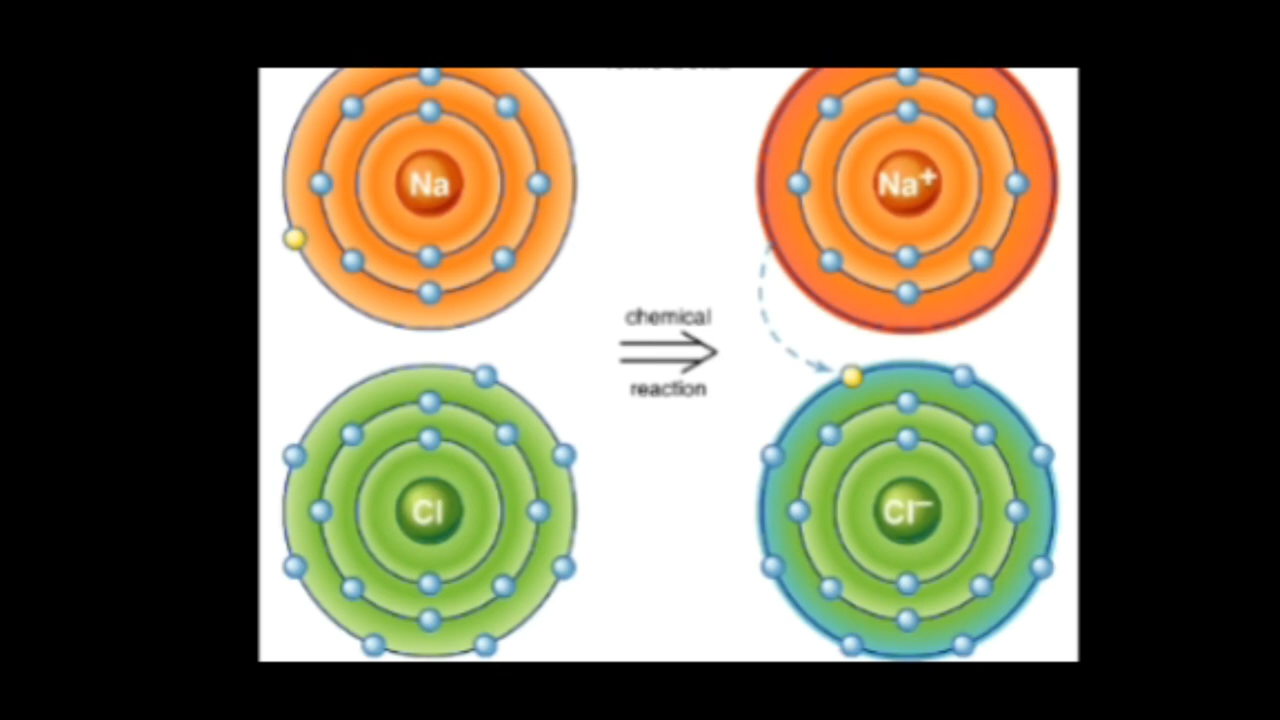 Na
Na+
chemical
reaction
Cl
Cl−